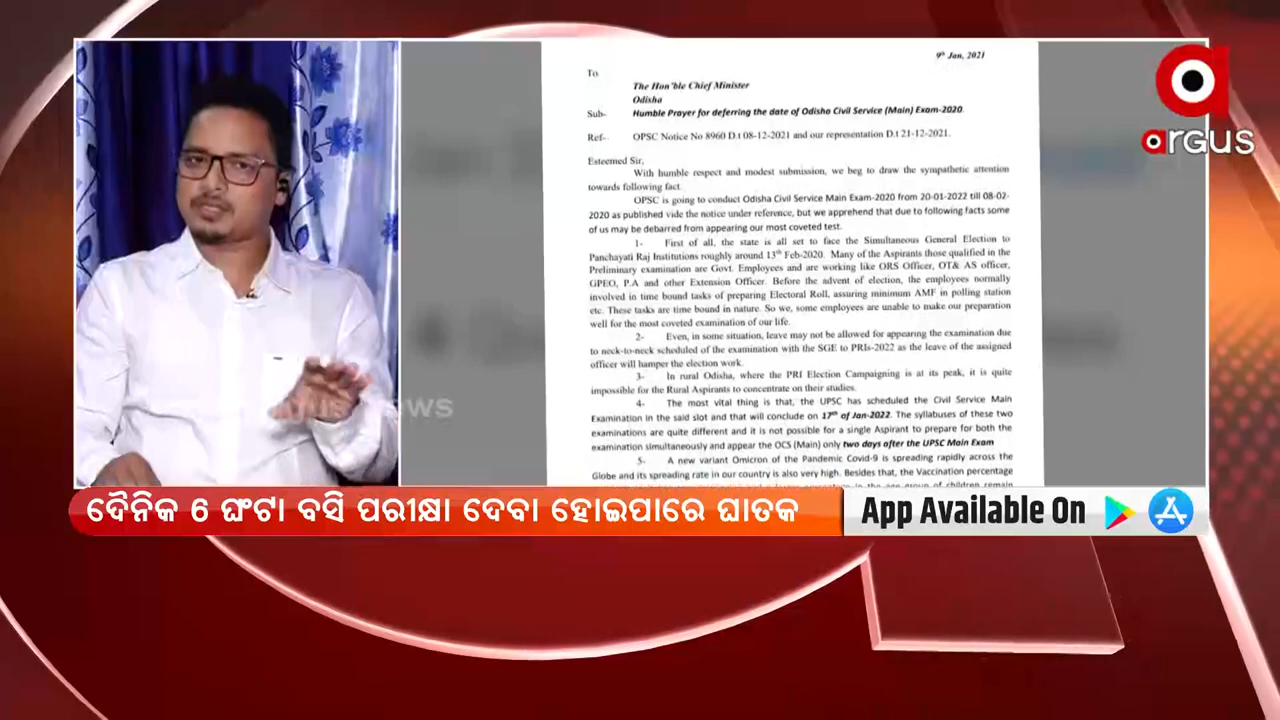 9th Jan, 2021
To
The Hon'ble Chief Minister
Odisha
Sub- Humble Prayer for deferring the date of Odisha Civil Service (Main) Exam-2020.
Ref- OPSC Notice No 8960 D.t 08-12-2021 and our representation D.t 21-12-2021.
Esteemed Sir,
With humble respect and modest submission, we beg to draw the sympathetic attention
towards following fact.
OPSC is going to conduct Odisha Civil Service Main Exam-2020 from 20-01-2022 till 08-02-
2020 as published vide the notice under reference, but we apprehend that due to following facts some
of us may be debarred from appearing our most coveted test.
1- First of all, the state is all set to face the Simultaneous General Election to
Panchayati Raj Institutions roughly around 13th Feb-2020. Many of the Aspirants those qualified in the
Preliminary examination are Govt. Employees and are working like ORS Officer, OT& AS officer,
GPEO, P.A and other Extension Officer. Before the advent of election, the employees normally
involved in time bound tasks of preparing Electoral Roll, assuring minimum AMF in polling station
etc. These tasks are time bound in nature. So we, some employees are unable to make our preparation
well for the most coveted examination of our life.
2- Even, in some situation, leave may not be allowed for appearing the examination due
to neck-to-neck scheduled of the examination with the SGE to PRIs-2022 as the leave of the assigned
officer will hamper the election work.
3- In rural Odisha, where the PRI Election Campaigning is at its peak, it is quite
impossible for the Rural Aspirants to concentrate on their studies.
4- The most vital thing is that, the UPSC has scheduled the Civil Service Main
Examination in the said slot and that will conclude on 17th of Jan-2022. The syllabuses of these two
examinations are quite different and it is not possible for a single Aspirant to prepare for both the
examination simultaneously and appear the OCS (Main) only two days after the UPSC Main Exam
5- A new variant Omicron of the Pandemic Covid-9 is spreading rapidly across the
Globe and its spreading rate in our country is also very high. Besides that, the Vaccination percentage
in the age group of children remain
argus
ଦୈନିକ 6 ଘଂଟା ବସି ପରୀକ୍ଷା ଦେବା ହୋଇପାରେ ଘାତକ
App Available On